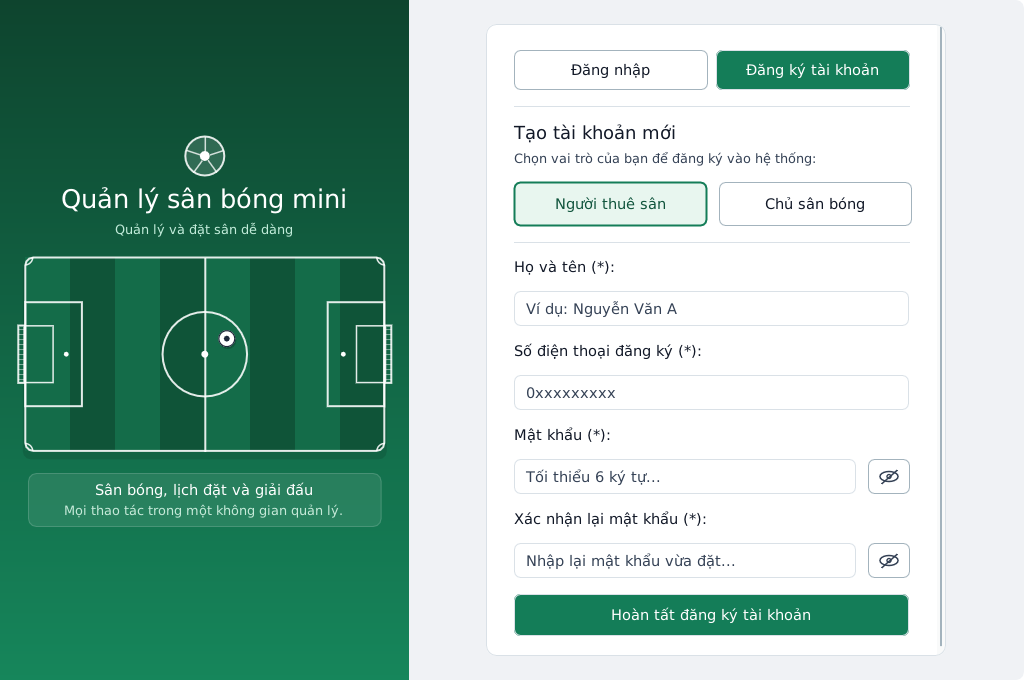 Quản lý sân bóng mini
Quản lý và đặt sân dễ dàng
Sân bóng, lịch đặt và giải đấu
Mọi thao tác trong một không gian quản lý.
Đăng nhập
Đăng ký tài khoản
Tạo tài khoản mới
Chọn vai trò của bạn để đăng ký vào hệ thống:
Người thuê sân
Chủ sân bóng
Họ và tên (*):
Ví dụ: Nguyễn Văn A
Số điện thoại đăng ký (*):
0xxxxxxxxx
Mật khẩu (*):
Tối thiểu 6 ký tự...
Xác nhận lại mật khẩu (*):
Nhập lại mật khẩu vừa đặt...
Hoàn tất đăng ký tài khoản